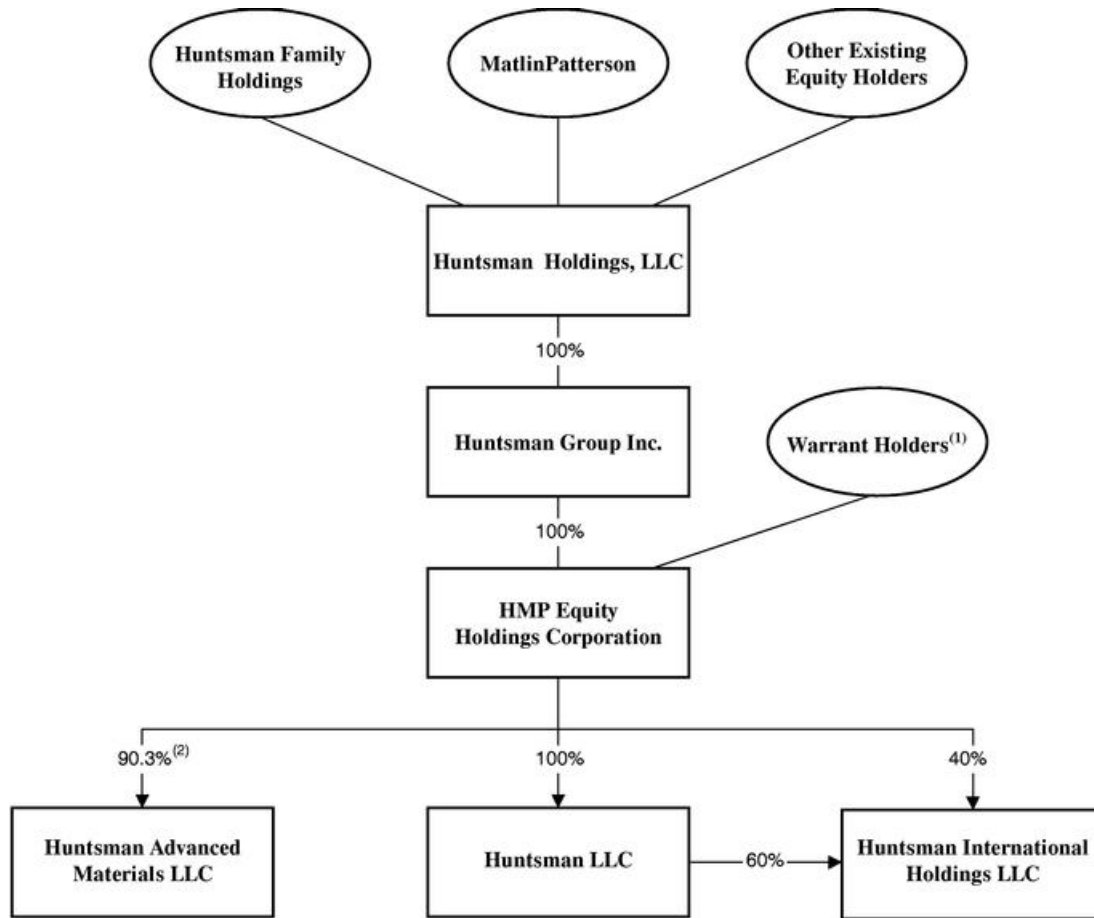 Huntsman Family
Holdings
MatlinPatterson
Other Existing
Equity Holders
Huntsman Holdings, LLC
100%
Huntsman Group Inc.
Warrant Holders(1)
100%
HMP Equity
Holdings Corporation
90.3%(2)
100%
40%
Huntsman Advanced
Materials LLC
Huntsman LLC
60%
Huntsman International
Holdings LLC